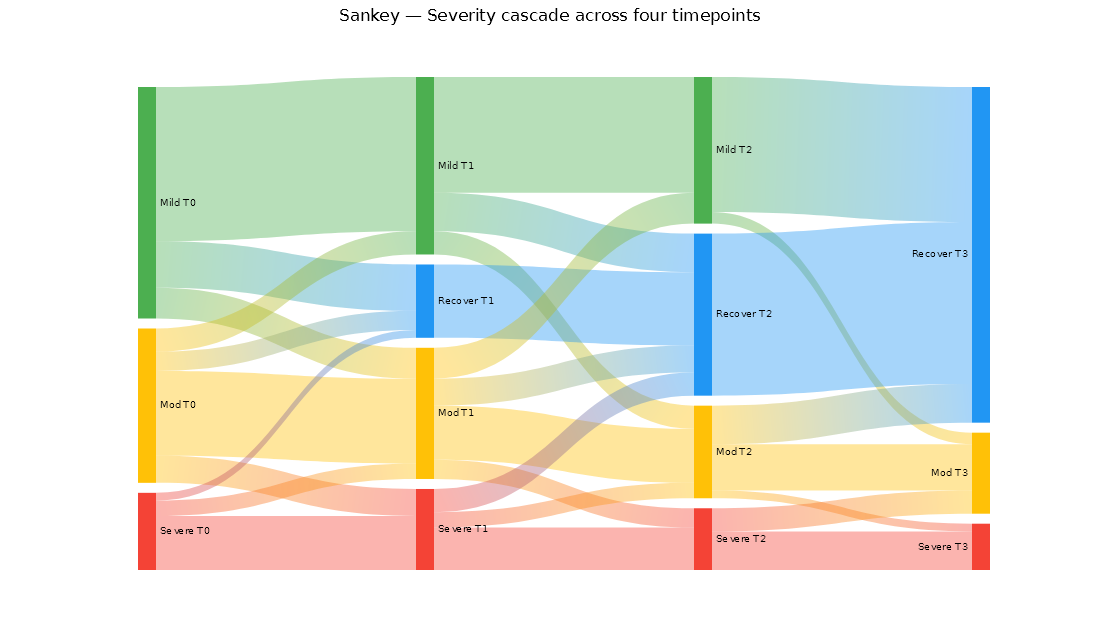 Sankey — Severity cascade across four timepoints
Mild T0
Mod T0
Severe T0
Mild T1
Recover T1
Mod T1
Severe T1
Mild T2
Recover T2
Mod T2
Severe T2
Recover T3
Mod T3
Severe T3